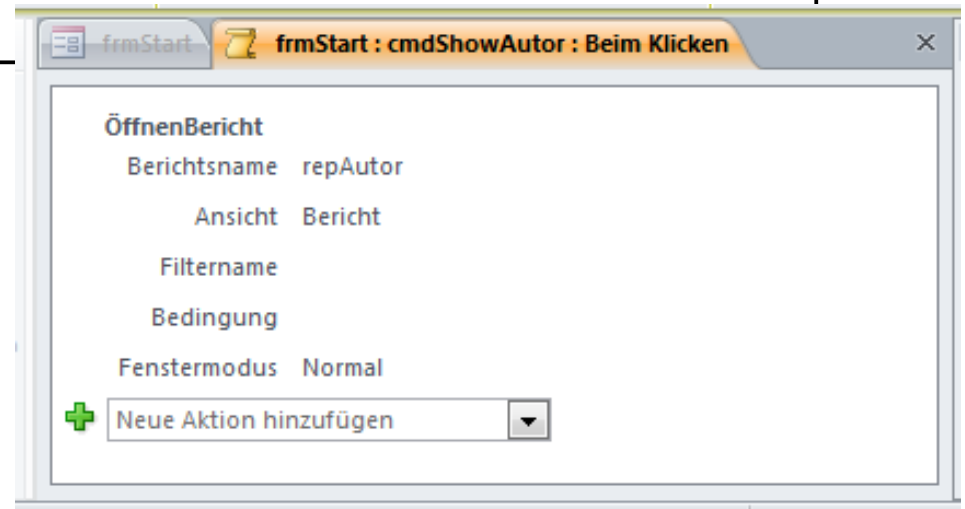 frmStart
frmStart : cmdShowAutor : Beim Klicken
ÖffnenBericht
Berichtsname repAutor
Ansicht Bericht
Filtername
Bedingung
Fenstermodus Normal
Neue Aktion hinzufügen